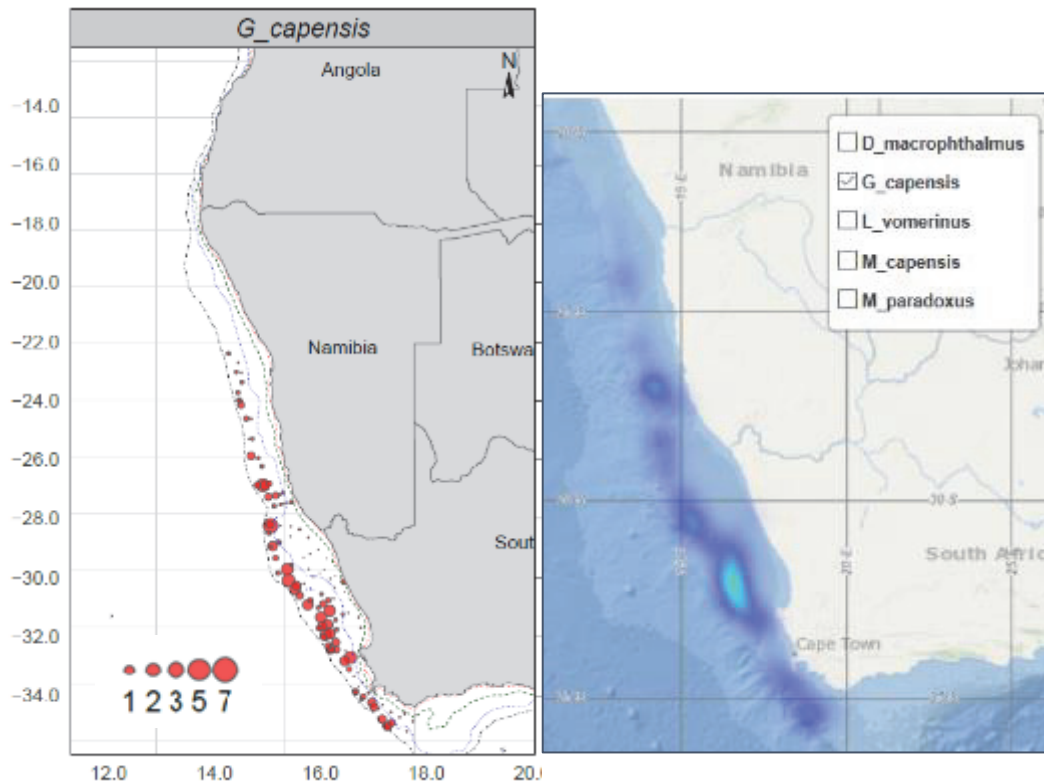 G_capensis
Angola
N
Namibia
Botswa
Sout
−14.0
−16.0
−18.0
−20.0
−22.0
−24.0
−26.0
−28.0
−30.0
−32.0
−34.0
1 2 3 5 7
12.0 14.0 16.0 18.0 20.0
D_macrophthalmus
G_capensis
L_vomerinus
M_capensis
M_paradoxus
Namibia
Johan
30 S
20 E
South Afric
Cape Town